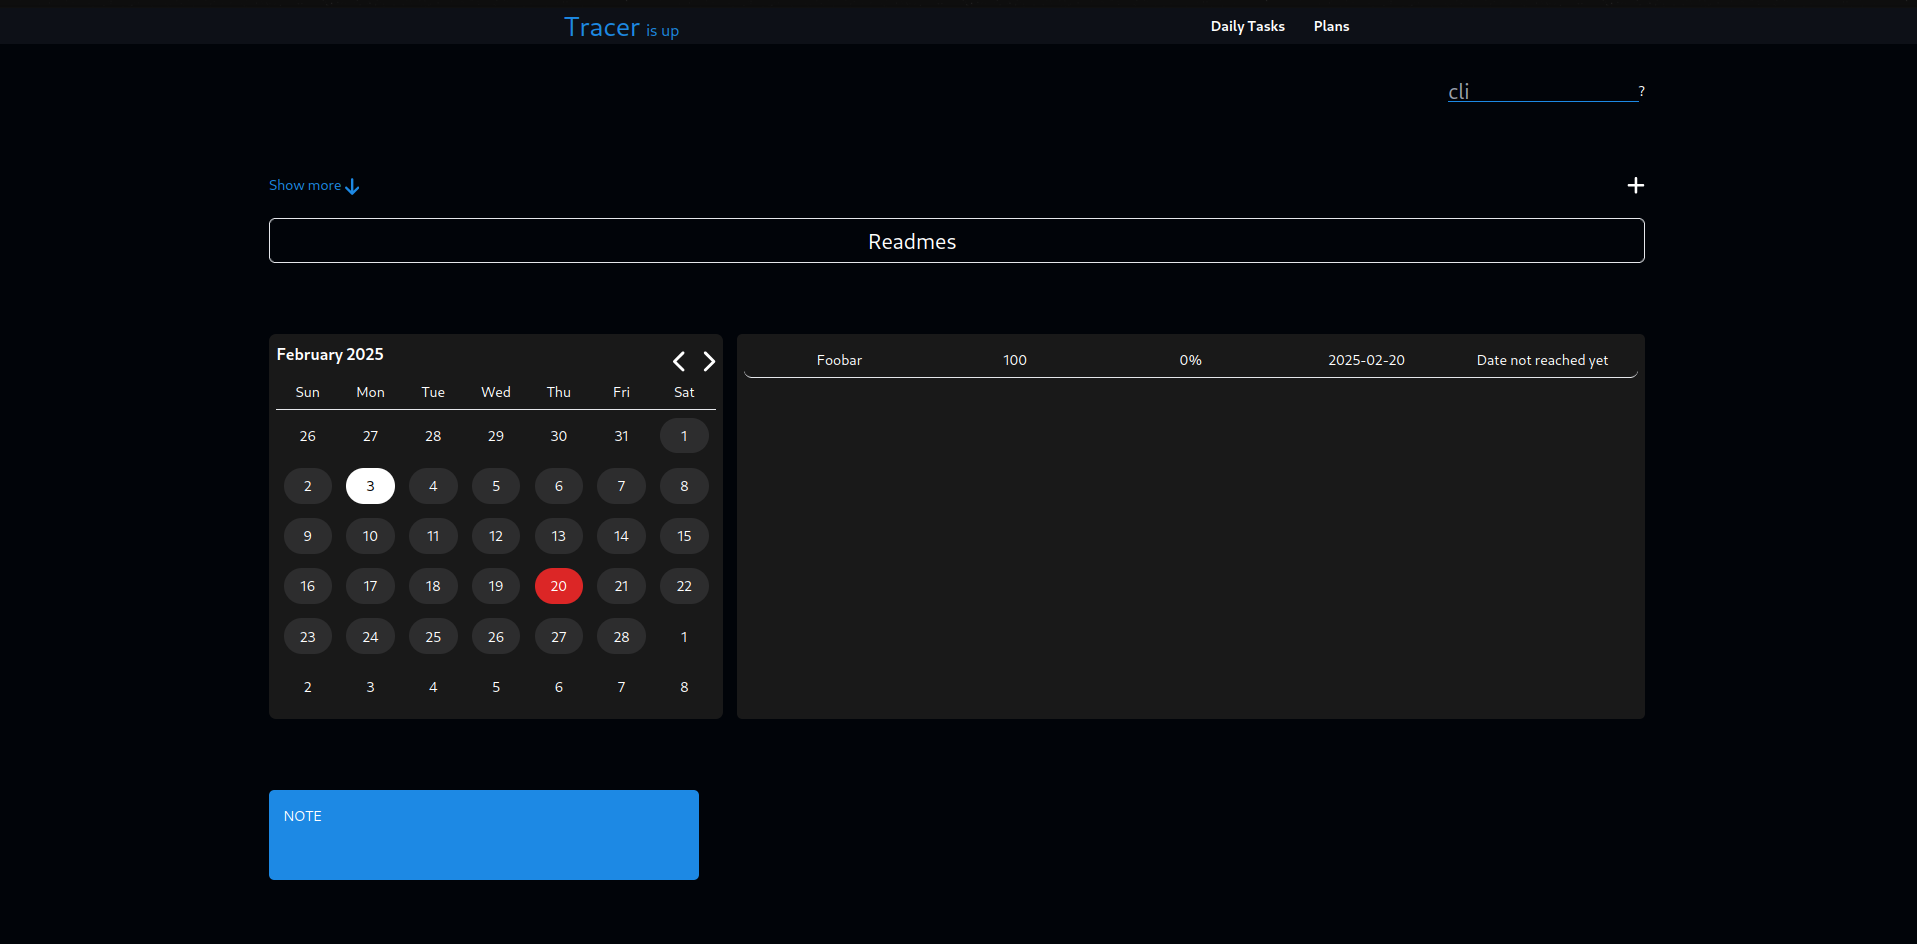 Tracer is up Daily Tasks Plans
cli ?
Show more
Readmes
February 2025
Sun Mon Tue Wed Thu Fri Sat
26 27 28 29 30 31 1
2 3 4 5 6 7 8
9 10 11 12 13 14 15
16 17 18 19 20 21 22
23 24 25 26 27 28 1
2 3 4 5 6 7 8
Foobar 100 0% 2025-02-20 Date not reached yet
NOTE